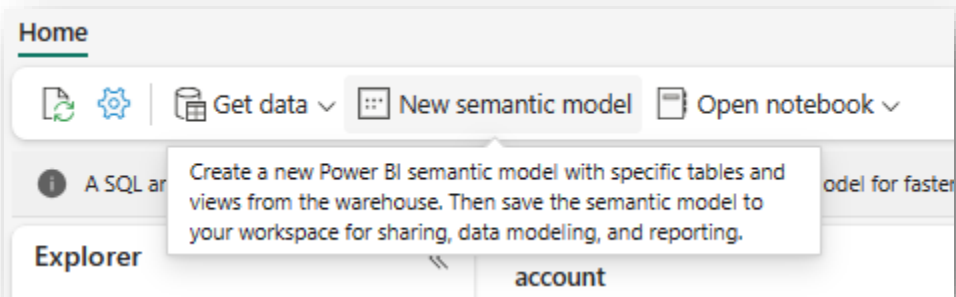 Home
Get data New semantic model Open notebook
A SQL
Create a new Power BI semantic model with specific tables and
views from the warehouse. Then save the semantic model to
your workspace for sharing, data modeling, and reporting.
for faster
Explorer
account